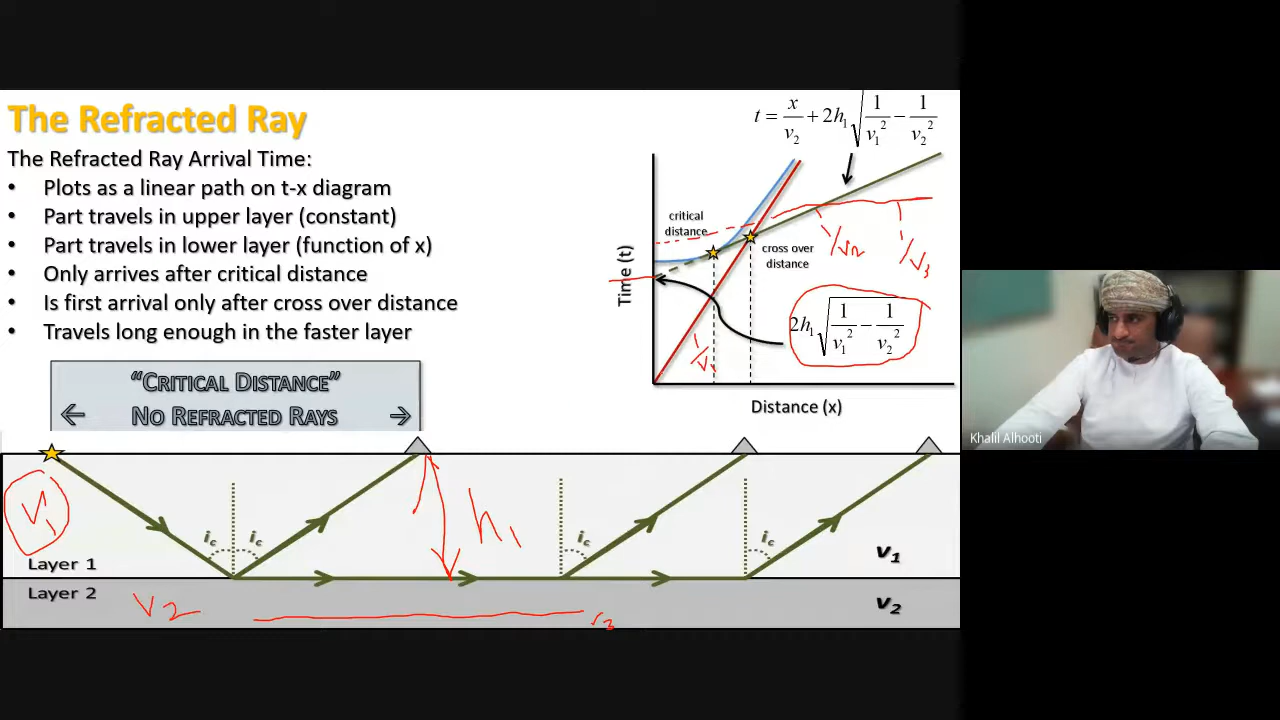 The Refracted Ray
The Refracted Ray Arrival Time:
• Plots as a linear path on t-x diagram
• Part travels in upper layer (constant)
• Part travels in lower layer (function of x)
• Only arrives after critical distance
• Is first arrival only after cross over distance
• Travels long enough in the faster layer
"CRITICAL DISTANCE"
NO REFRACTED RAYS
t = x/v₂ + 2h₁√(1/v₁² − 1/v₂²)
critical
distance
cross over
distance
Time (t)
1/v2
1/v3
2h₁√(1/v₁² − 1/v₂²)
1/v1
Distance (x)
Khalil Alhooti
V1
h1
ic ic ic ic
Layer 1 v₁
Layer 2 v₂
V2